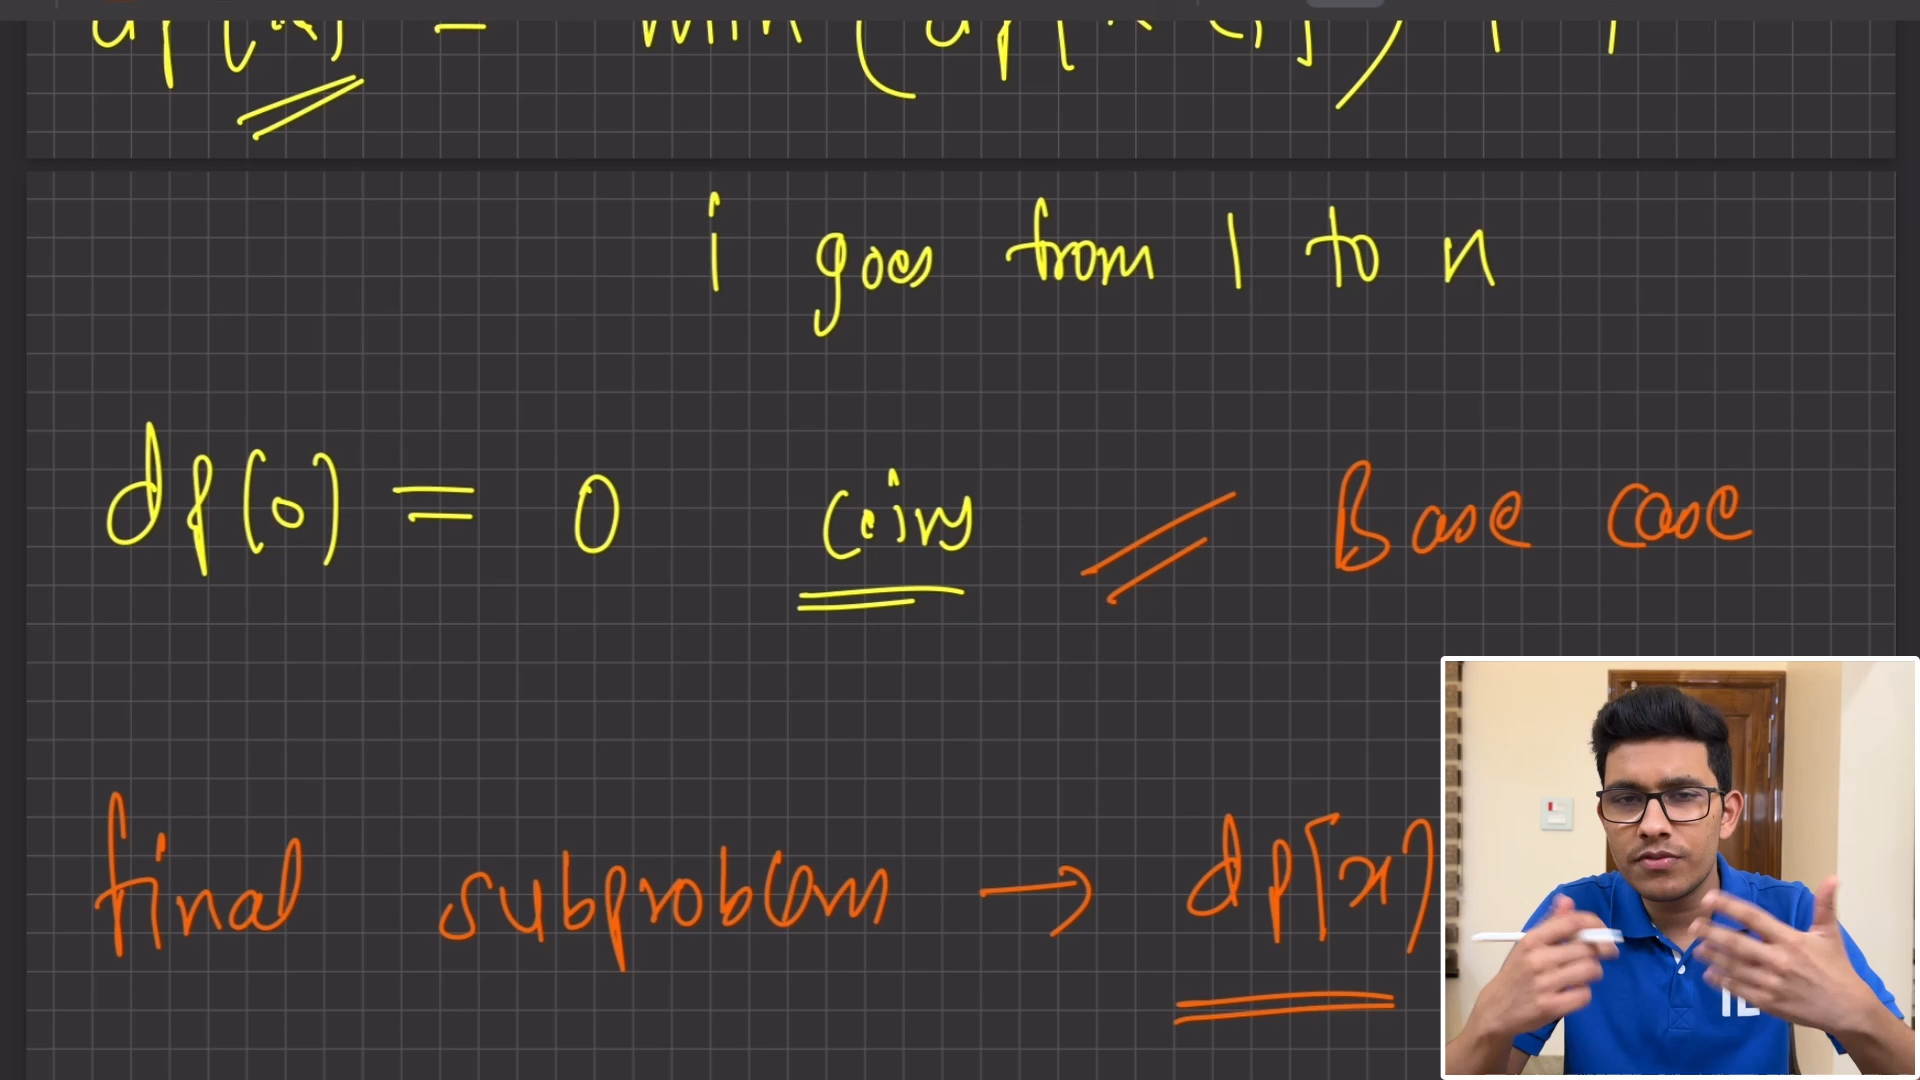 i goes from 1 to n
dp(0) = 0 coins Base case
final subproblem → dp[x]